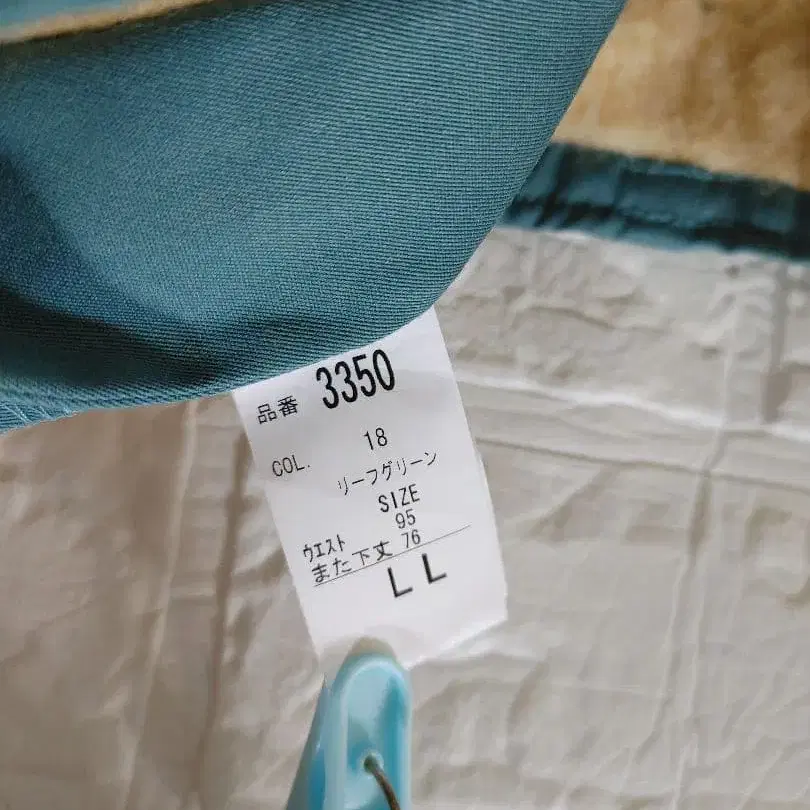 品番 3350
COL. 18
リーフグリーン
SIZE
ウエスト 95
また下丈 76
LL